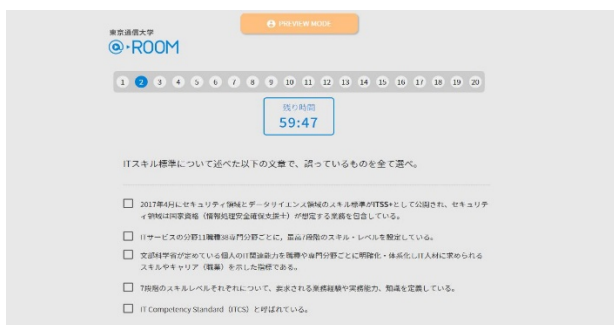 PREVIEW MODE
東京通信大学
@・ROOM
1 2 3 4 5 6 7 8 9 10 11 12 13 14 15 16 17 18 19 20
残り時間
59:47
ITスキル標準について述べた以下の文章で、誤っているものを全て選べ。
2017年4月にセキュリティ領域とデータサイエンス領域のスキル標準がITSS+として公開され、セキュリテ
ィ領域は国家資格（情報処理安全確保支援士）が想定する業務を包含している。
ITサービスの分野11職種38専門分野ごとに，最高7段階のスキル・レベルを設定している。
文部科学省が定めている個人のIT関連能力を職種や専門分野ごとに明確化・体系化しIT人材に求められる
スキルやキャリア（職業）を示した指標である。
7段階のスキルレベルそれぞれについて、要求される業務経験や実務能力、知識を定義している。
IT Competency Standard（ITCS）と呼ばれている。